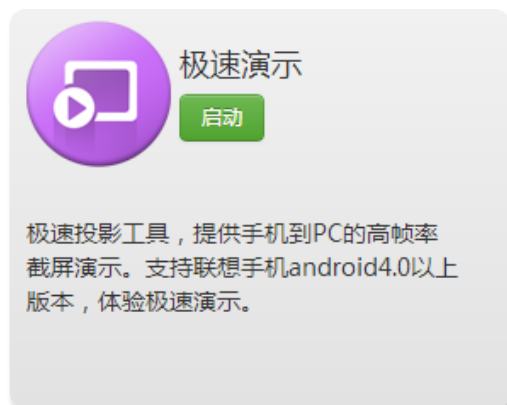 极速演示
启动
极速投影工具，提供手机到PC的高帧率
截屏演示。支持联想手机android4.0以上
版本，体验极速演示。